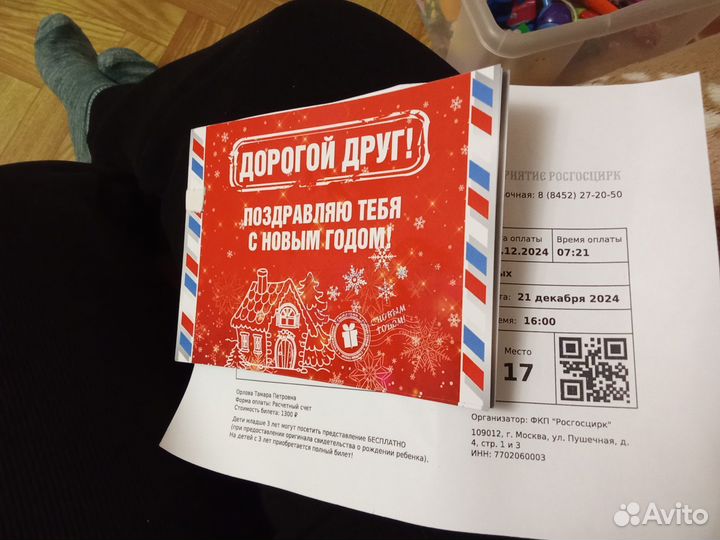 ДОРОГОЙ ДРУГ!
ПОЗДРАВЛЯЮ ТЕБЯ
С НОВЫМ ГОДОМ!
НОВЫМ
ГОДОМ!
РОСГОСЦИРК
8 (8452) 27-20-50
оплаты Время оплаты
.12.2024 07:21
21 декабря 2024
16:00
Место
17
Орлова Тамара Петровна
Форма оплаты: Расчетный счет
Стоимость билета: 1300 ₽
Дети младше 3 лет могут посетить представление БЕСПЛАТНО
(при предоставлении оригинала свидетельства о рождении ребенка).
На детей с 3 лет приобретается полный билет!
Организатор: ФКП "Росгосцирк"
109012, г. Москва, ул. Пушечная, д.
4, стр. 1 и 3
ИНН: 7702060003
Avito